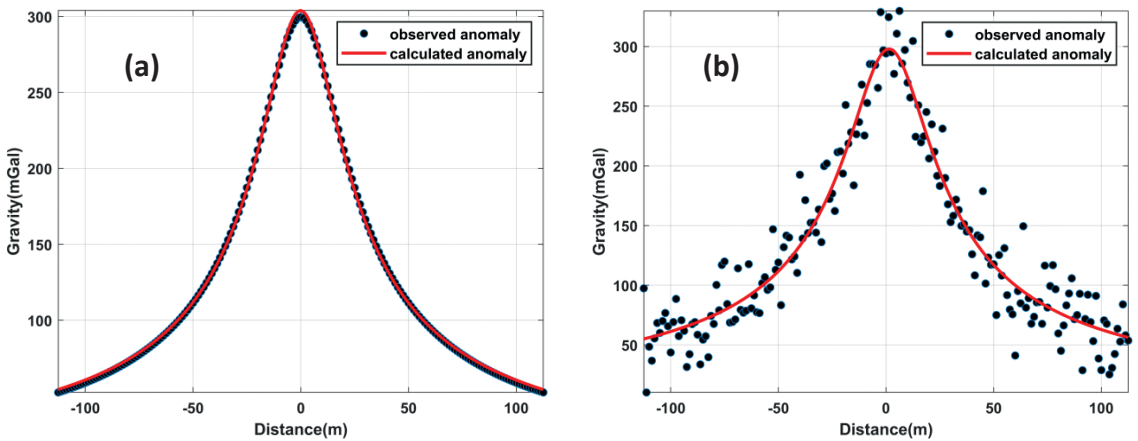 (a)
observed anomaly
calculated anomaly
300
250
200
150
100
Gravity(mGal)
-100
-50
0
50
100
Distance(m)
(b)
observed anomaly
calculated anomaly
300
250
200
150
100
50
Gravity(mGal)
-100
-50
0
50
100
Distance(m)